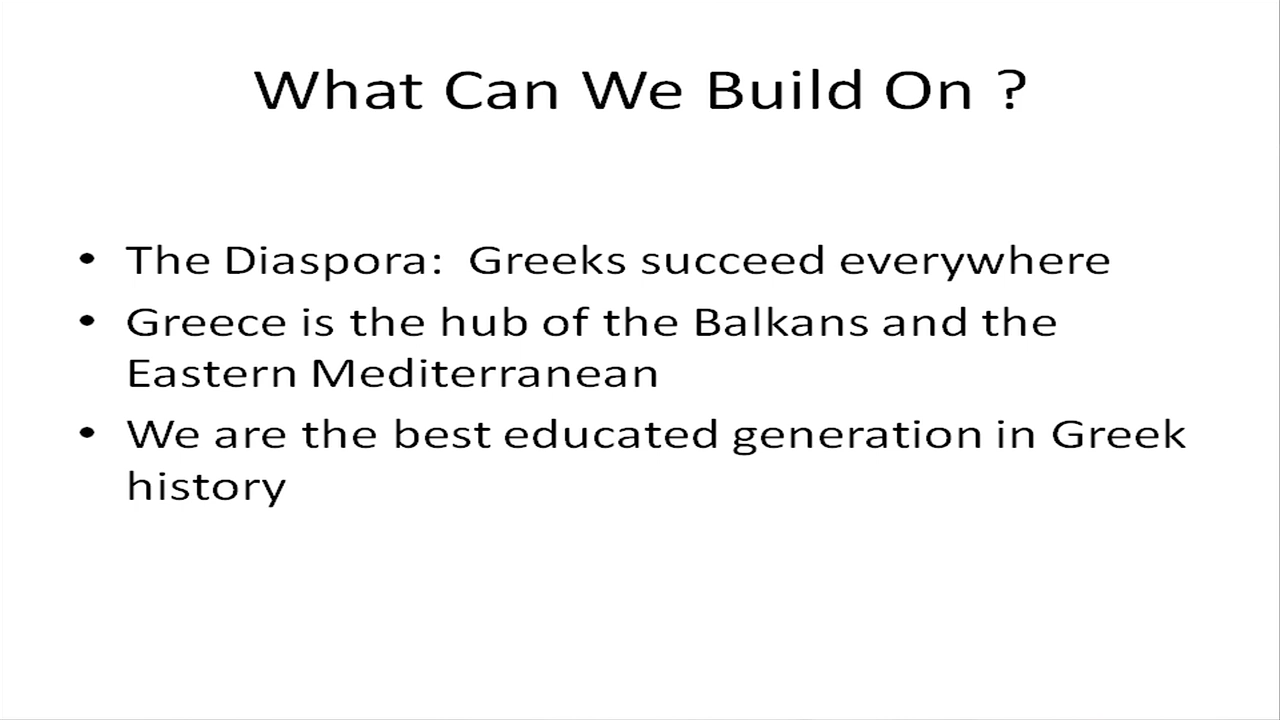 What Can We Build On ?
• The Diaspora:  Greeks succeed everywhere
• Greece is the hub of the Balkans and the
Eastern Mediterranean
• We are the best educated generation in Greek
history